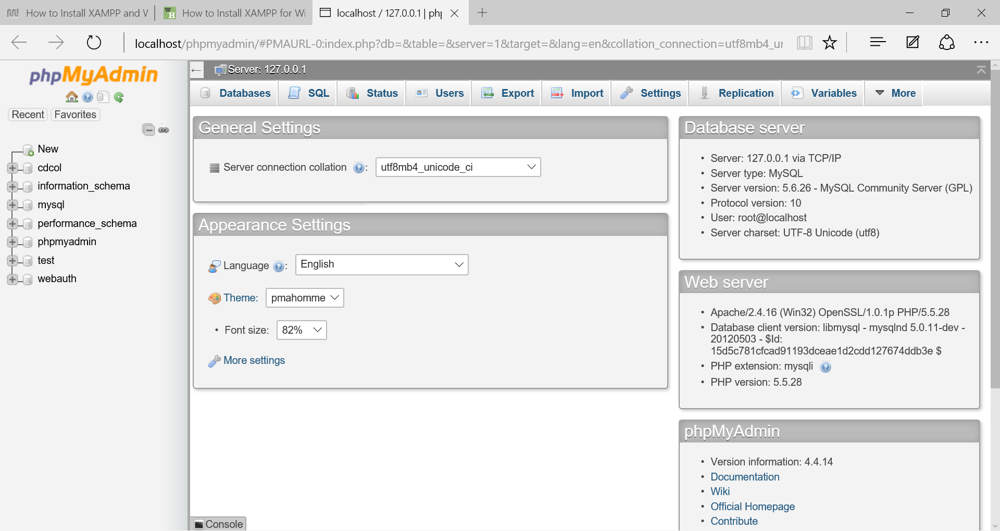 How to Install XAMPP and V
How to Install XAMPP for Wi
localhost / 127.0.0.1 | phj
localhost/phpmyadmin/#PMAURL-0:index.php?db=&table=&server=1&target=&lang=en&collation_connection=utf8mb4_ur
phpMyAdmin
Recent
Favorites
New
cdcol
information_schema
mysql
performance_schema
phpmyadmin
test
webauth
Server: 127.0.0.1
Databases
SQL
Status
Users
Export
Import
Settings
Replication
Variables
More
General Settings
Server connection collation :
utf8mb4_unicode_ci
Appearance Settings
Language :
English
Theme:
pmahomme
• Font size:
82%
More settings
Console
Database server
• Server: 127.0.0.1 via TCP/IP
• Server type: MySQL
• Server version: 5.6.26 - MySQL Community Server (GPL)
• Protocol version: 10
• User: root@localhost
• Server charset: UTF-8 Unicode (utf8)
Web server
• Apache/2.4.16 (Win32) OpenSSL/1.0.1p PHP/5.5.28
• Database client version: libmysql - mysqlnd 5.0.11-dev -
20120503 - $Id:
15d5c781cfcad91193dceae1d2cdd127674ddb3e $
• PHP extension: mysqli
• PHP version: 5.5.28
phpMyAdmin
• Version information: 4.4.14
• Documentation
• Wiki
• Official Homepage
• Contribute